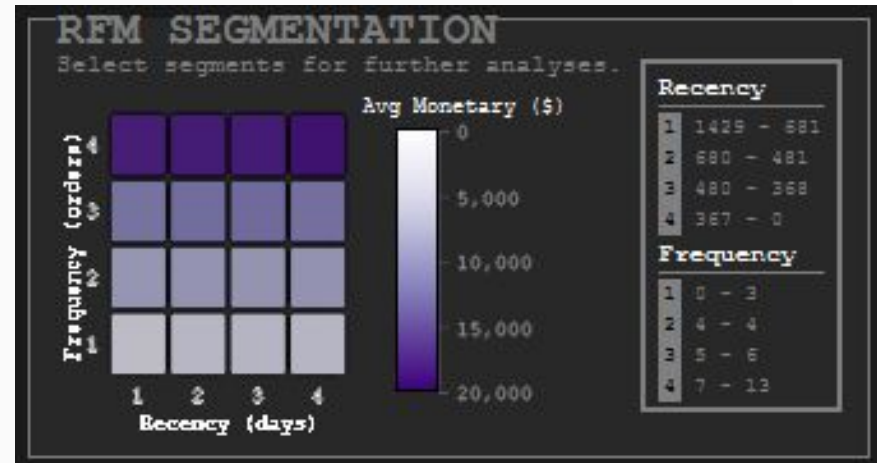 RFM SEGMENTATION
Select segments for further analyses.
Avg Monetary ($)
0
5,000
10,000
15,000
20,000
Frequency (orders)
4
3
2
1
1 2 3 4
Recency (days)
Recency
1 1429 - 681
2 680 - 481
3 480 - 368
4 367 - 0
Frequency
1 0 - 3
2 4 - 4
3 5 - 6
4 7 - 13